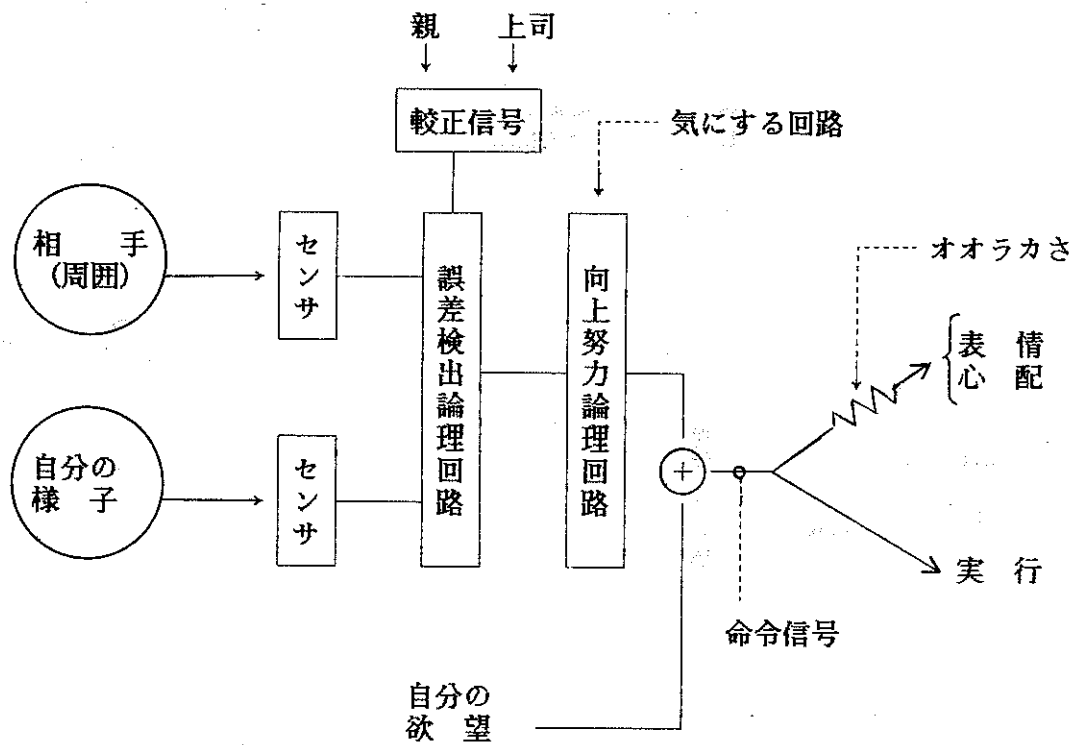 親 上司
較正信号
気にする回路
相 手
(周囲)
センサ
誤差検出論理回路
向上努力論理回路
オオラカさ
表 情
心 配
自分の
様 子
センサ
+
実 行
命令信号
自分の
欲 望